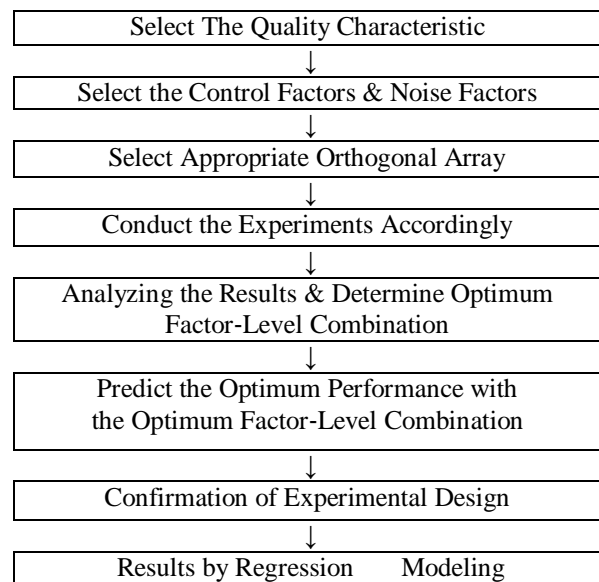 Select The Quality Characteristic
↓
Select the Control Factors & Noise Factors
↓
Select Appropriate Orthogonal Array
↓
Conduct the Experiments Accordingly
↓
Analyzing the Results & Determine Optimum
Factor-Level Combination
↓
Predict the Optimum Performance with
the Optimum Factor-Level Combination
↓
Confirmation of Experimental Design
↓
Results by Regression Modeling